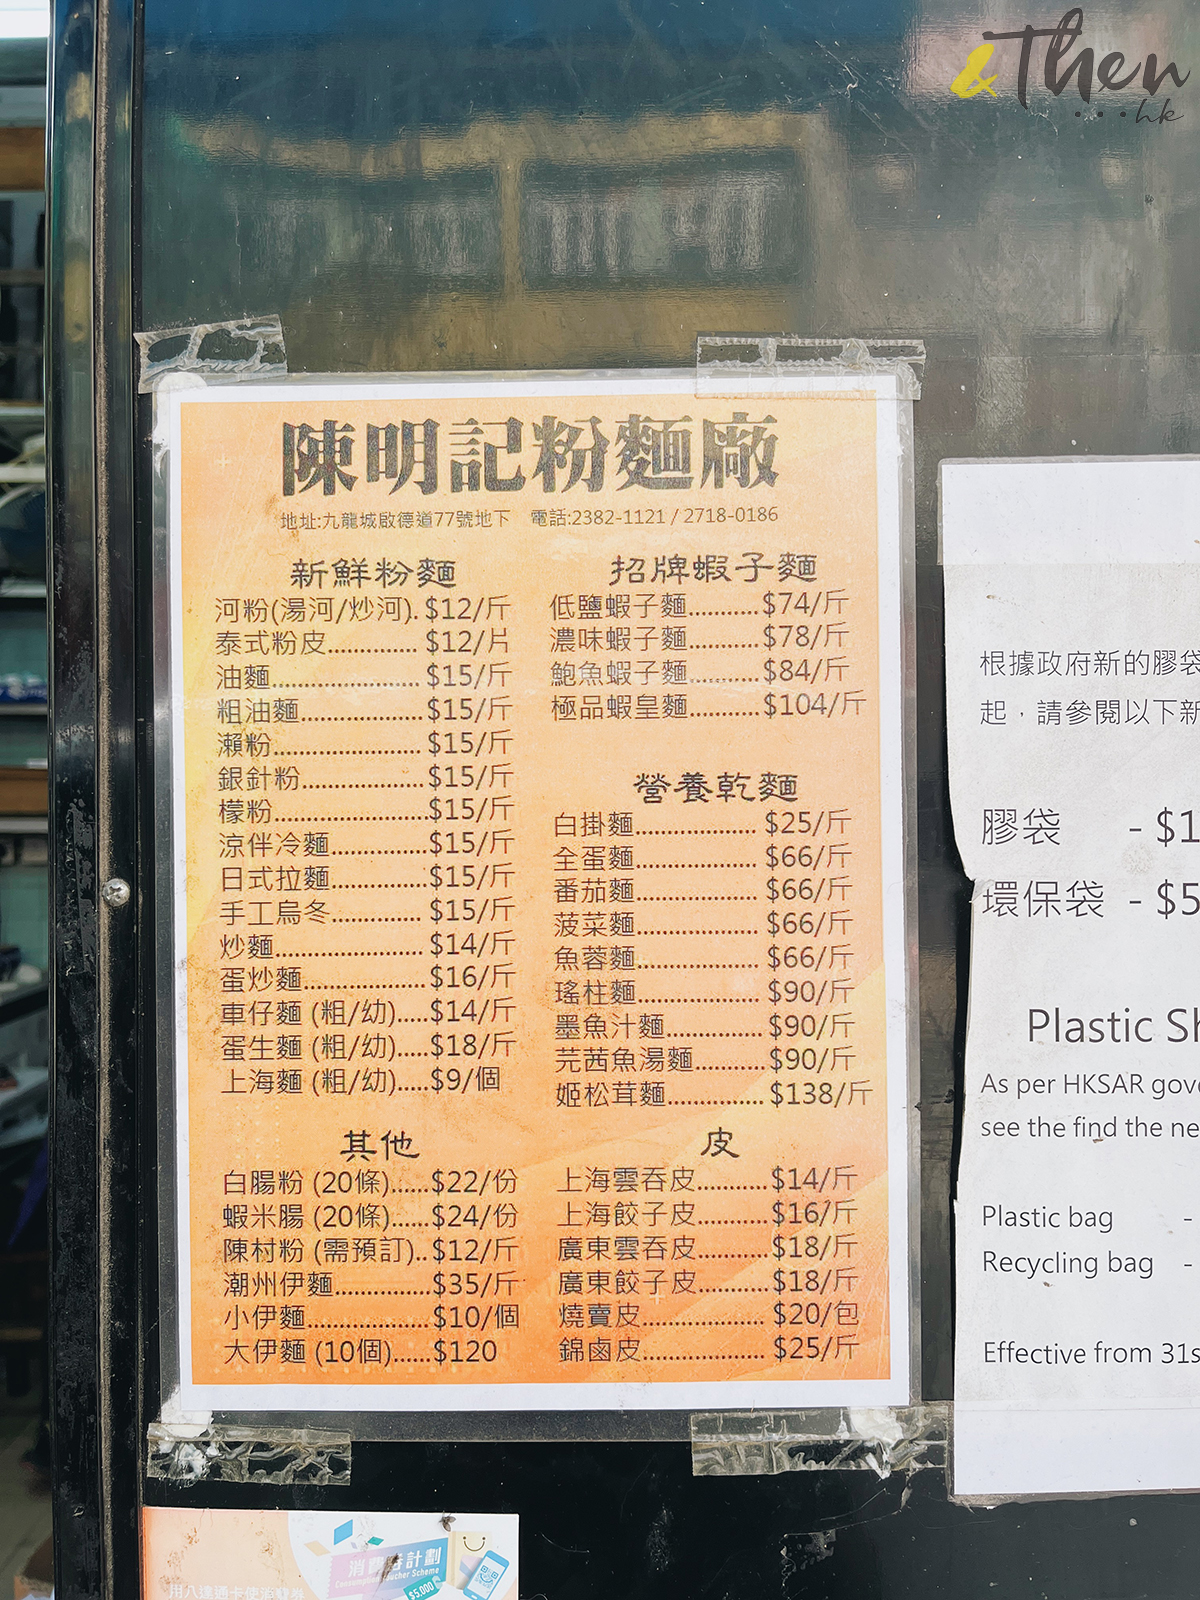 &Then
...hk
陳明記粉麵廠
地址:九龍城啟德道77號地下 電話:2382-1121 / 2718-0186
新鮮粉麵
河粉(湯河/炒河). $12/斤
泰式粉皮............. $12/片
油麵........................ $15/斤
粗油麵....................$15/斤
瀨粉........................ $15/斤
銀針粉....................$15/斤
檬粉.........................$15/斤
涼伴冷麵...............$15/斤
日式拉麵...............$15/斤
手工烏冬.............. $15/斤
炒麵........................ $14/斤
蛋炒麵....................$16/斤
車仔麵 (粗/幼).....$14/斤
蛋生麵 (粗/幼).....$18/斤
上海麵 (粗/幼).....$9/個
招牌蝦子麵
低鹽蝦子麵...........$74/斤
濃味蝦子麵...........$78/斤
鮑魚蝦子麵...........$84/斤
極品蝦皇麵...........$104/斤
營養乾麵
白掛麵.................... $25/斤
全蛋麵.................... $66/斤
番茄麵.................... $66/斤
菠菜麵.................... $66/斤
魚蓉麵.................... $66/斤
瑤柱麵.................... $90/斤
墨魚汁麵............... $90/斤
芫茜魚湯麵...........$90/斤
姬松茸麵............... $138/斤
其他
白腸粉 (20條)......$22/份
蝦米腸 (20條)......$24/份
陳村粉 (需預訂)..$12/斤
潮州伊麵...............$35/斤
小伊麵....................$10/個
大伊麵 (10個)......$120
皮
上海雲吞皮...........$14/斤
上海餃子皮...........$16/斤
廣東雲吞皮...........$18/斤
廣東餃子皮...........$18/斤
燒賣皮.................... $20/包
錦鹵皮.................... $25/斤
根據政府新的膠袋
起，請參閱以下新
膠袋 - $1
環保袋 - $5
Plastic Sh
As per HKSAR gove
see the find the ne
Plastic bag -
Recycling bag -
Effective from 31s
消費券計劃
Consumption Voucher Scheme
$5,000
用八達通卡使消費券